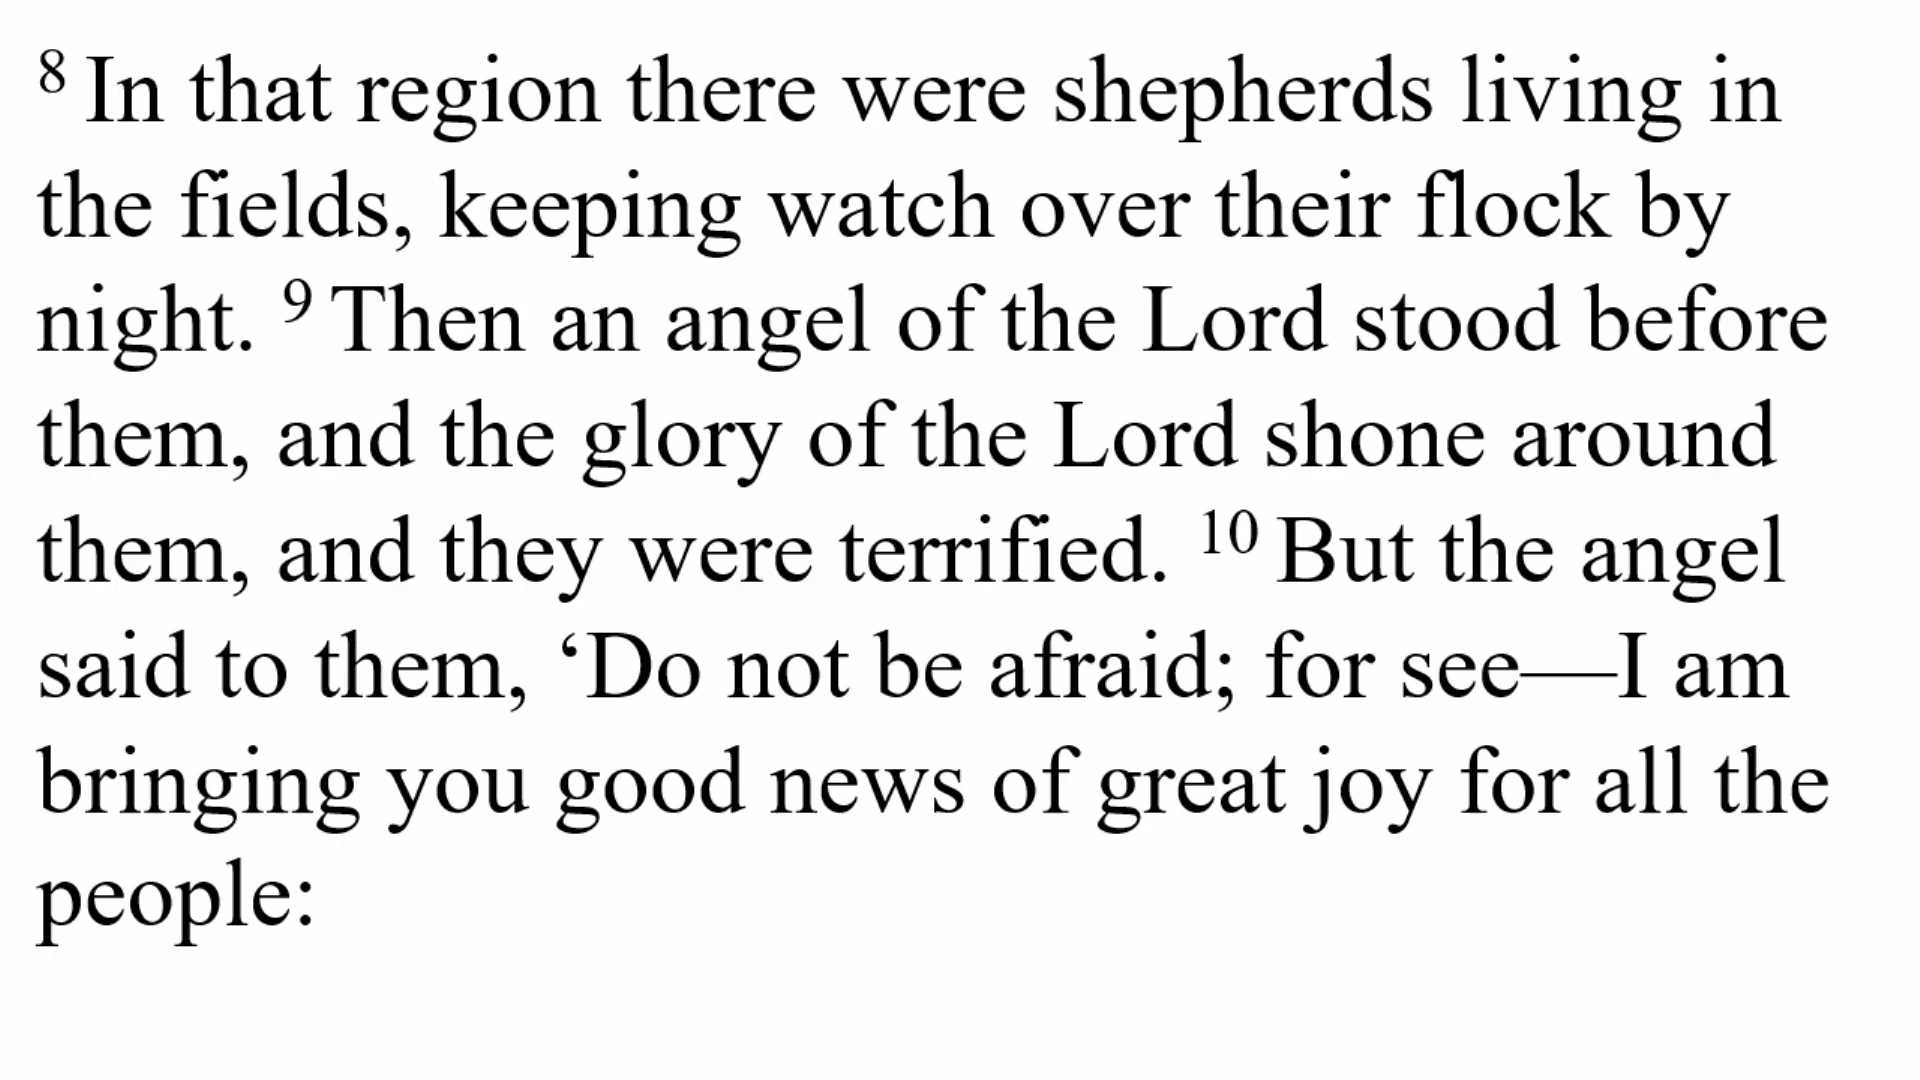 ⁸ In that region there were shepherds living in
the fields, keeping watch over their flock by
night. ⁹ Then an angel of the Lord stood before
them, and the glory of the Lord shone around
them, and they were terrified. ¹⁰ But the angel
said to them, ‘Do not be afraid; for see—I am
bringing you good news of great joy for all the
people: